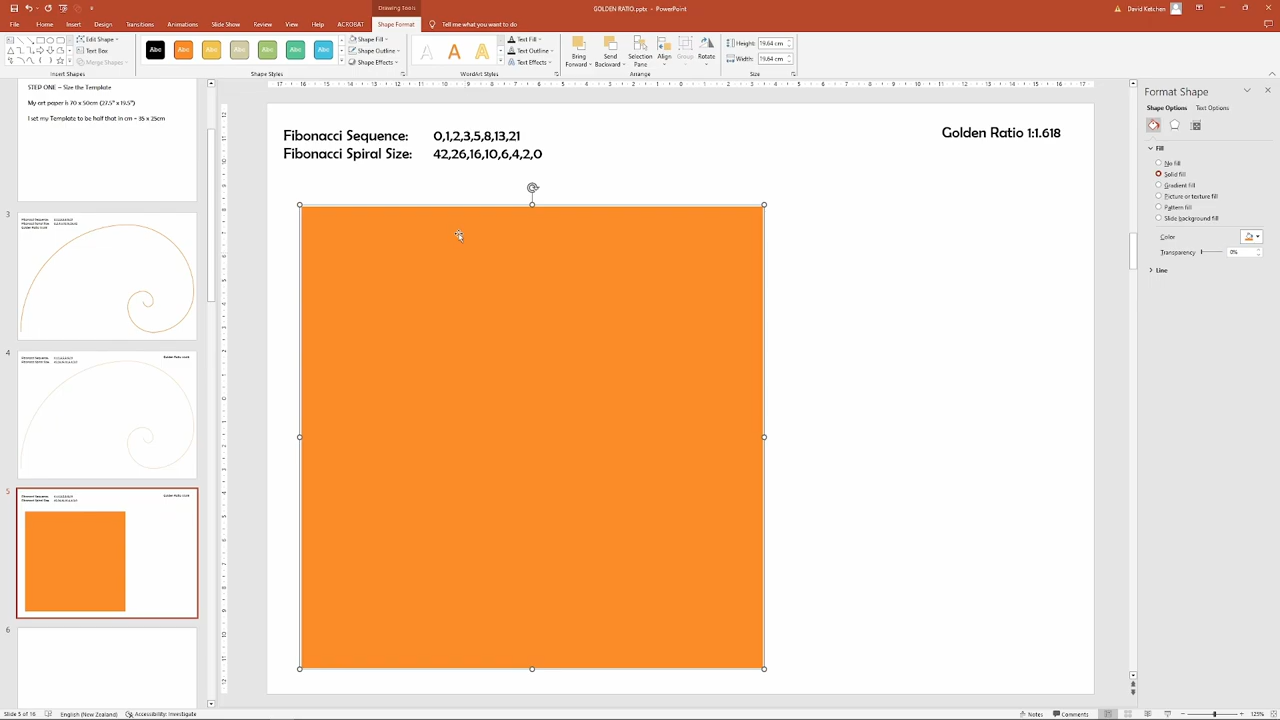 GOLDEN RATIO.pptx - PowerPoint
Drawing Tools
David Ketchen
File
Home
Insert
Design
Transitions
Animations
Slide Show
Review
View
Help
ACROBAT
Shape Format
Tell me what you want to do
Edit Shape
Text Box
Merge Shapes
Insert Shapes
Abc
Abc
Abc
Abc
Abc
Abc
Abc
Shape Fill
Shape Outline
Shape Effects
Shape Styles
A
A
A
Text Fill
Text Outline
Text Effects
WordArt Styles
Bring Forward
Send Backward
Selection Pane
Align
Group
Rotate
Arrange
Height: 19.64 cm
Width: 19.64 cm
Size
STEP ONE – Size the Template
My art paper is 70 x 50cm (27.5" x 19.5")
I set my Template to be half that in cm - 35 x 25cm
3
4
5
6
Fibonacci Sequence: 0,1,2,3,5,8,13,21
Fibonacci Spiral Size: 42,26,16,10,6,4,2,0
Golden Ratio 1:1.618
Format Shape
Shape Options
Text Options
Fill
No fill
Solid fill
Gradient fill
Picture or texture fill
Pattern fill
Slide background fill
Color
Transparency
0%
Line
Slide 5 of 16
English (New Zealand)
Accessibility: Investigate
Notes
Comments
125%